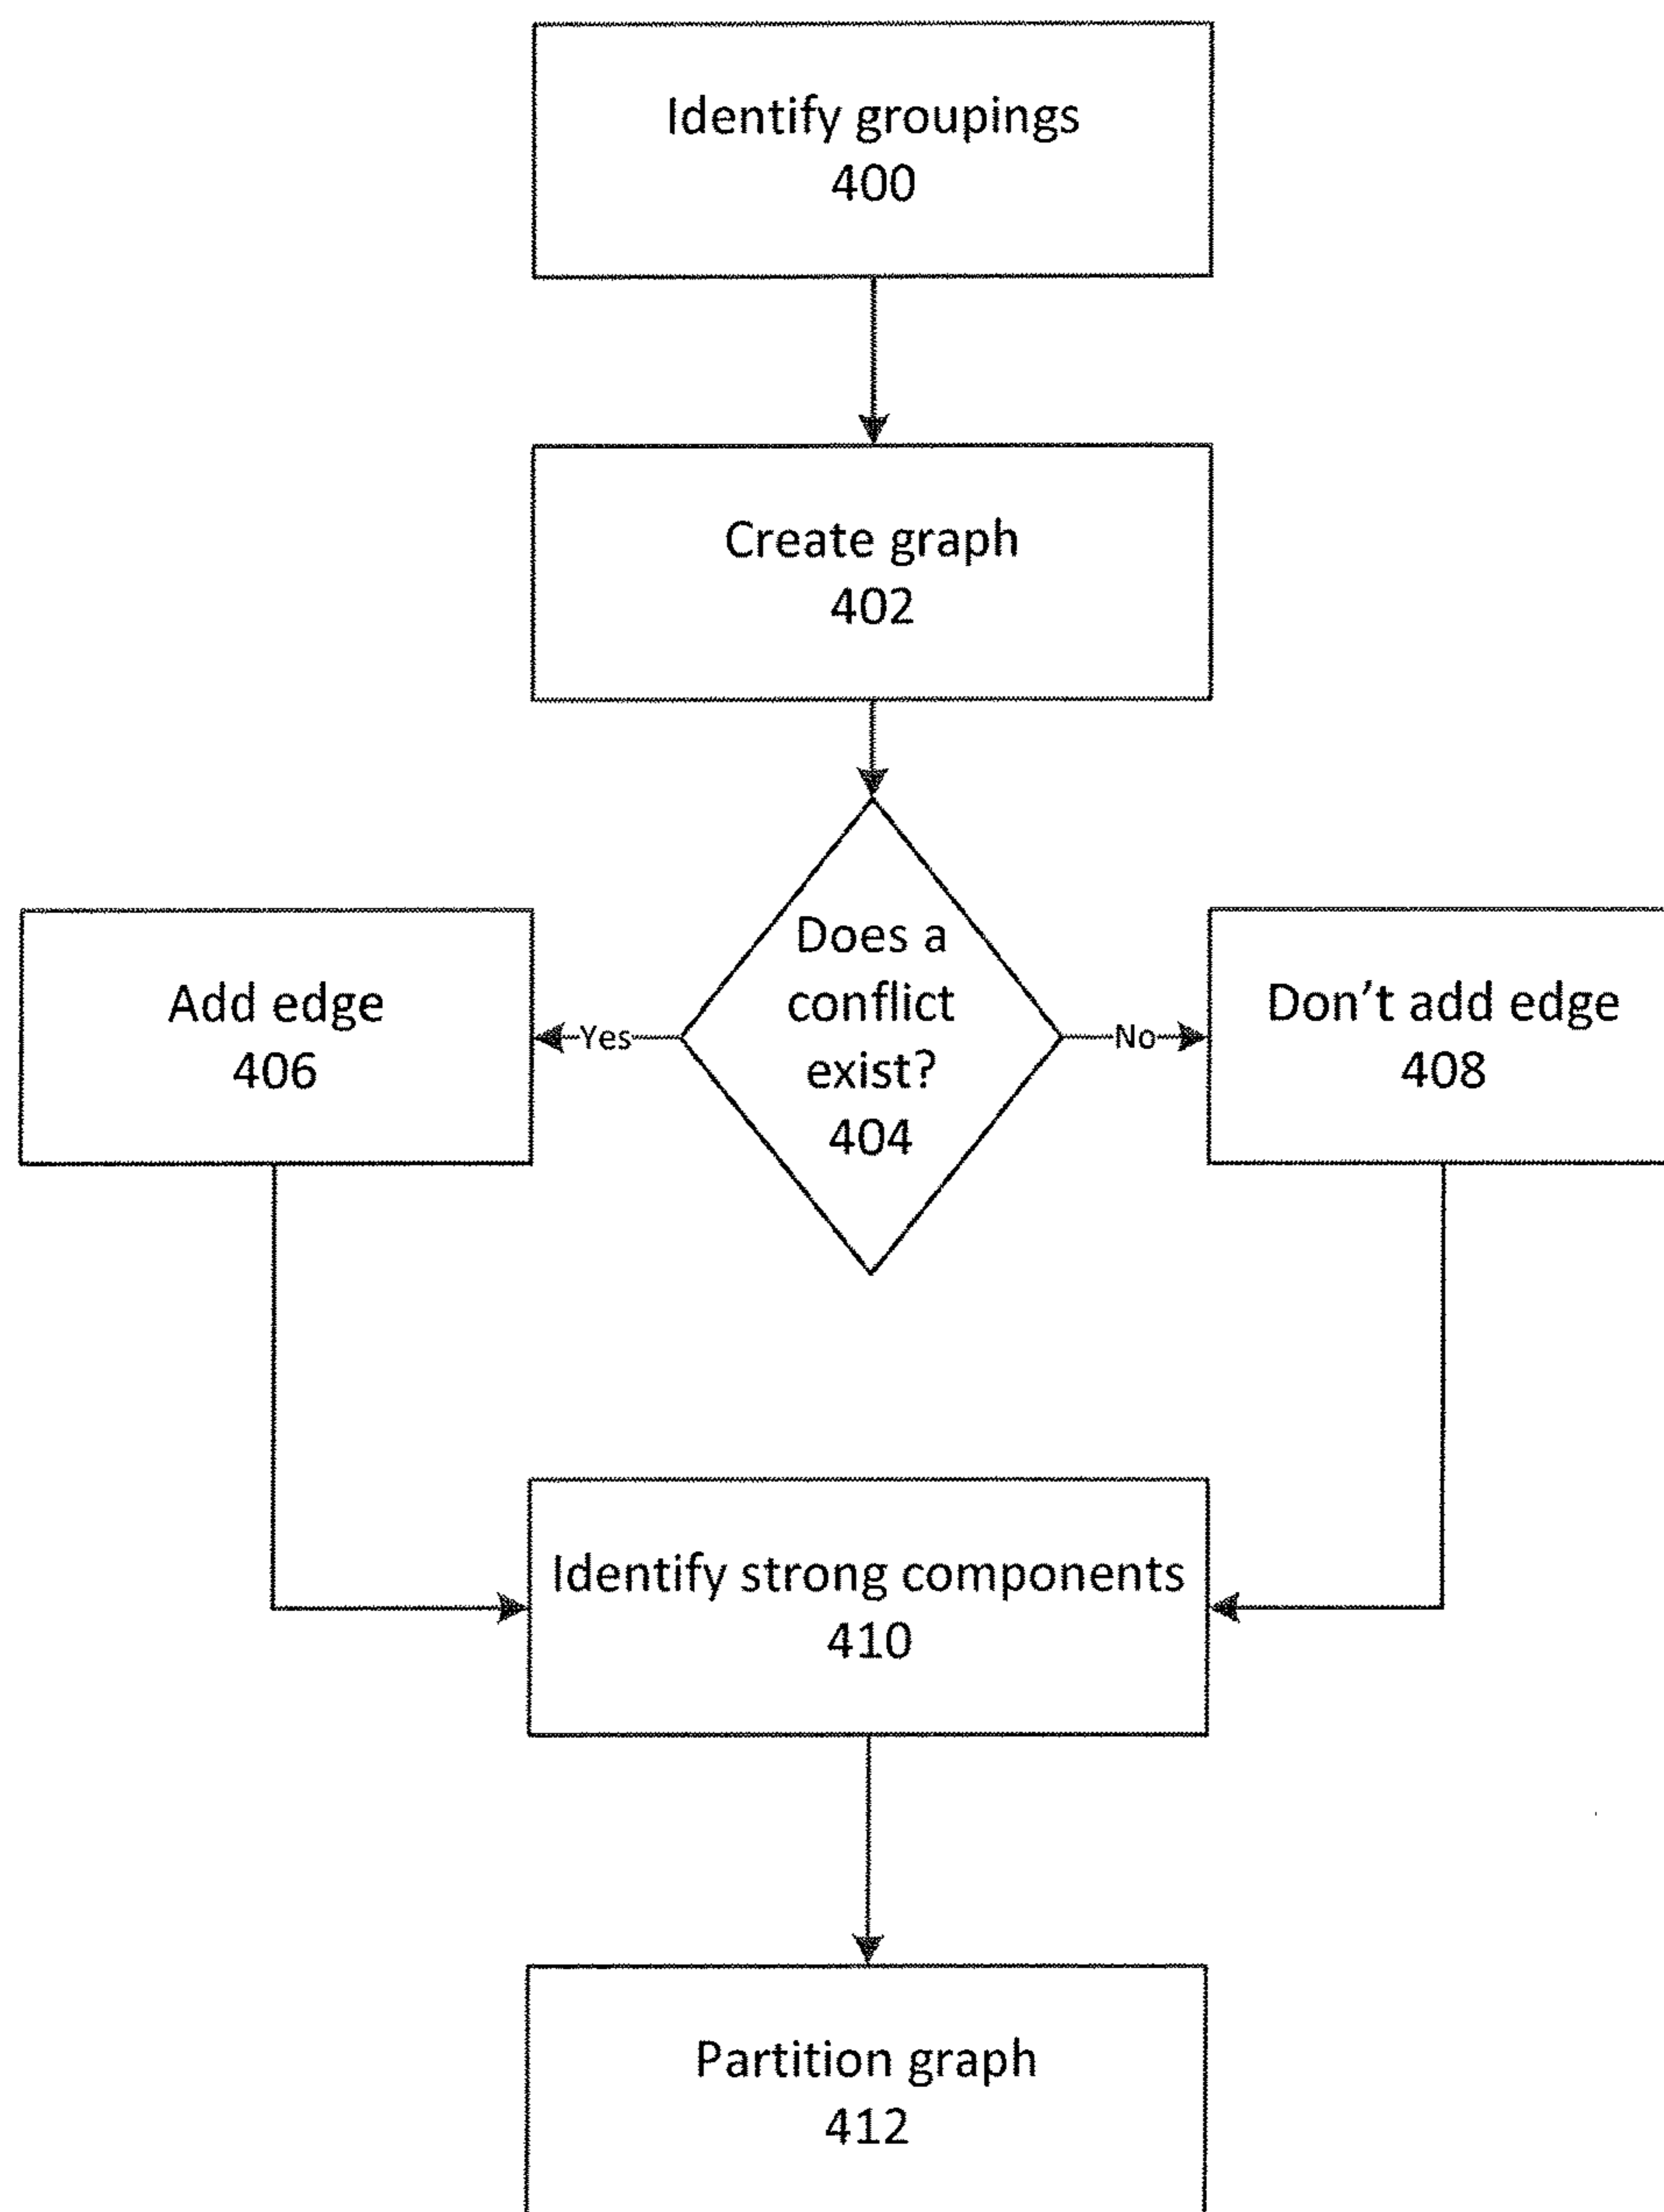 Identify groupings
400
Create graph
402
Does a
conflict
exist?
404
Yes
No
Add edge
406
Don't add edge
408
Identify strong components
410
Partition graph
412